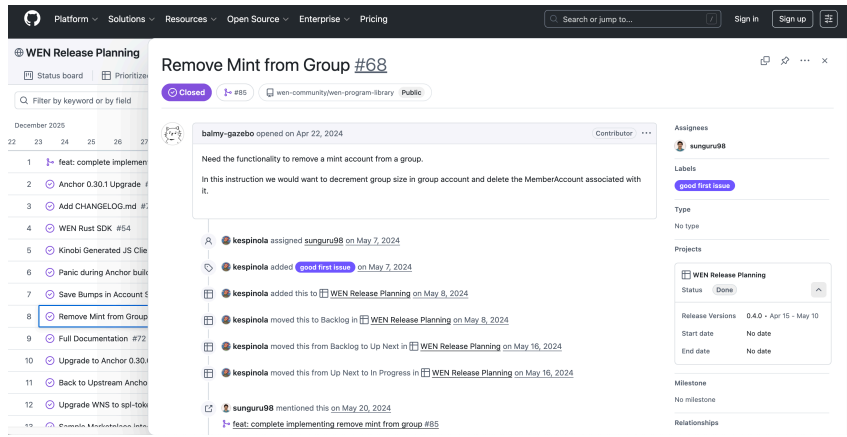 Platform Solutions Resources Open Source Enterprise Pricing Search or jump to... / Sign in Sign up
WEN Release Planning
Status board Prioritized
Filter by keyword or by field
December 2025
22 23 24 25 26 27
1 feat: complete implemen
2 Anchor 0.30.1 Upgrade
3 Add CHANGELOG.md #7
4 WEN Rust SDK #54
5 Kinobi Generated JS Clie
6 Panic during Anchor build
7 Save Bumps in Account S
8 Remove Mint from Group
9 Full Documentation #72
10 Upgrade to Anchor 0.30.
11 Back to Upstream Ancho
12 Upgrade WNS to spl-toke
13 Sample Marketplace inte
Remove Mint from Group #68
Closed #85 wen-community/wen-program-library Public
balmy-gazebo opened on Apr 22, 2024 Contributor
Need the functionality to remove a mint account from a group.
In this instruction we would want to decrement group size in group account and delete the MemberAccount associated with
it.
kespinola assigned sunguru98 on May 7, 2024
kespinola added good first issue on May 7, 2024
kespinola added this to WEN Release Planning on May 8, 2024
kespinola moved this to Backlog in WEN Release Planning on May 8, 2024
kespinola moved this from Backlog to Up Next in WEN Release Planning on May 16, 2024
kespinola moved this from Up Next to In Progress in WEN Release Planning on May 16, 2024
sunguru98 mentioned this on May 20, 2024
feat: complete implementing remove mint from group #85
Assignees
sunguru98
Labels
good first issue
Type
No type
Projects
WEN Release Planning
Status Done
Release Versions 0.4.0 • Apr 15 - May 10
Start date No date
End date No date
Milestone
No milestone
Relationships